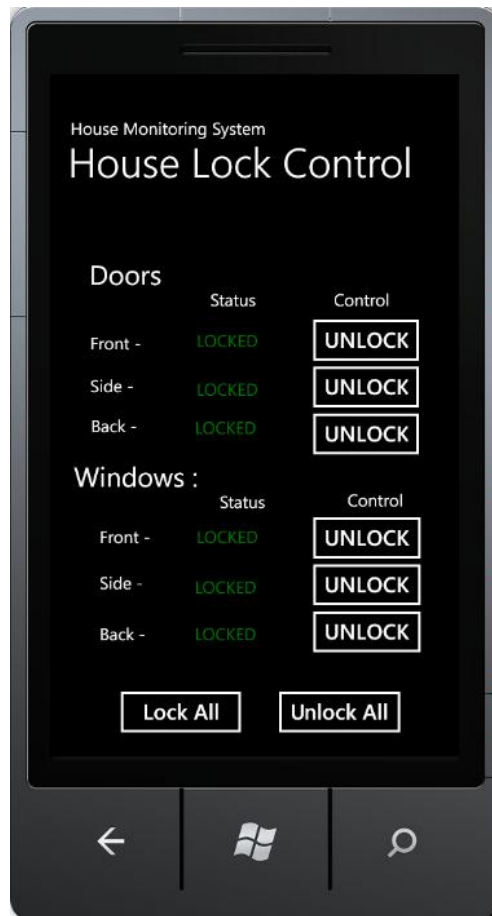 House Monitoring System
House Lock Control
Doors
Status Control
Front - LOCKED UNLOCK
Side - LOCKED UNLOCK
Back - LOCKED UNLOCK
Windows :
Status Control
Front - LOCKED UNLOCK
Side - LOCKED UNLOCK
Back - LOCKED UNLOCK
Lock All Unlock All